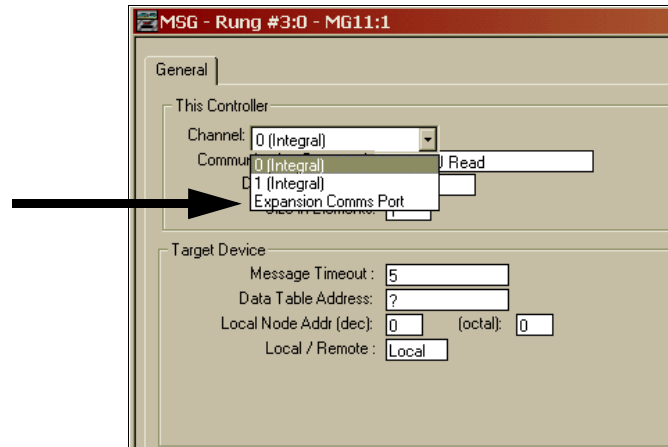 MSG - Rung #3:0 - MG11:1
General
This Controller
Channel: 0 (Integral)
0 (Integral)
1 (Integral)
Expansion Comms Port
Read
Target Device
Message Timeout : 5
Data Table Address: ?
Local Node Addr (dec): 0 (octal): 0
Local / Remote : Local